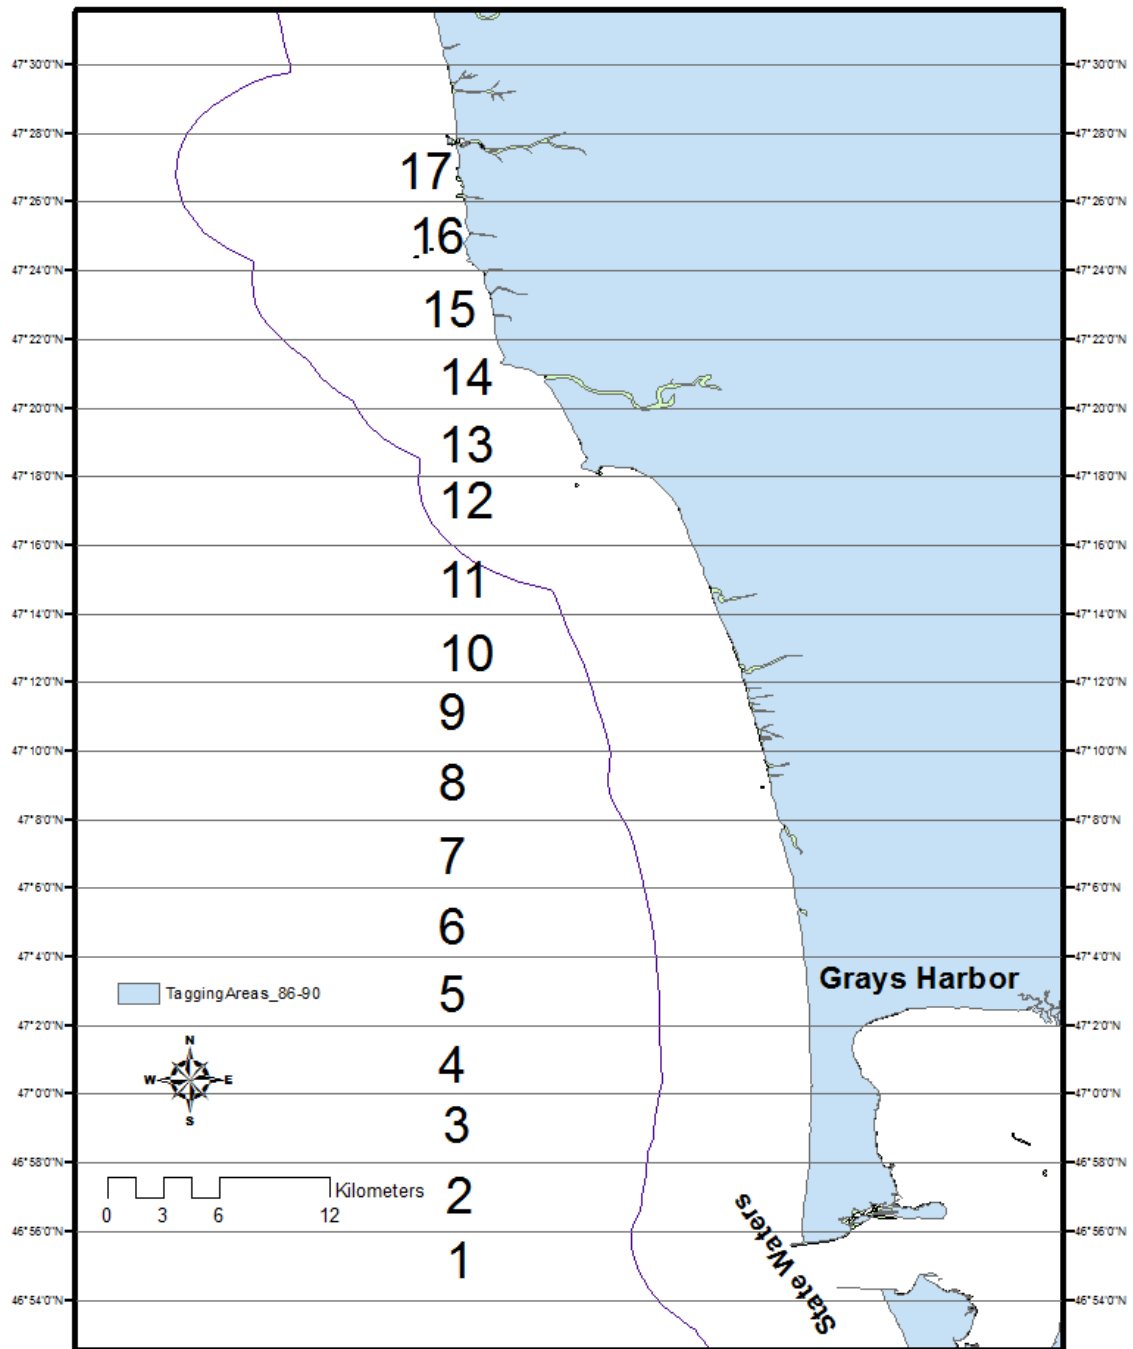 47°30'0"N 47°30'0"N
47°28'0"N 47°28'0"N
17
47°26'0"N 47°26'0"N
16
47°24'0"N 47°24'0"N
15
47°22'0"N 47°22'0"N
14
47°20'0"N 47°20'0"N
13
47°18'0"N 47°18'0"N
12
47°16'0"N 47°16'0"N
11
47°14'0"N 47°14'0"N
10
47°12'0"N 47°12'0"N
9
47°10'0"N 47°10'0"N
8
47°8'0"N 47°8'0"N
7
47°6'0"N 47°6'0"N
6
47°4'0"N 47°4'0"N
Grays Harbor
TaggingAreas_86-90
5
47°2'0"N 47°2'0"N
N
W E
S
4
47°0'0"N 47°0'0"N
3
46°58'0"N 46°58'0"N
Kilometers
0 3 6 12
2
46°56'0"N 46°56'0"N
State Waters
1
46°54'0"N 46°54'0"N